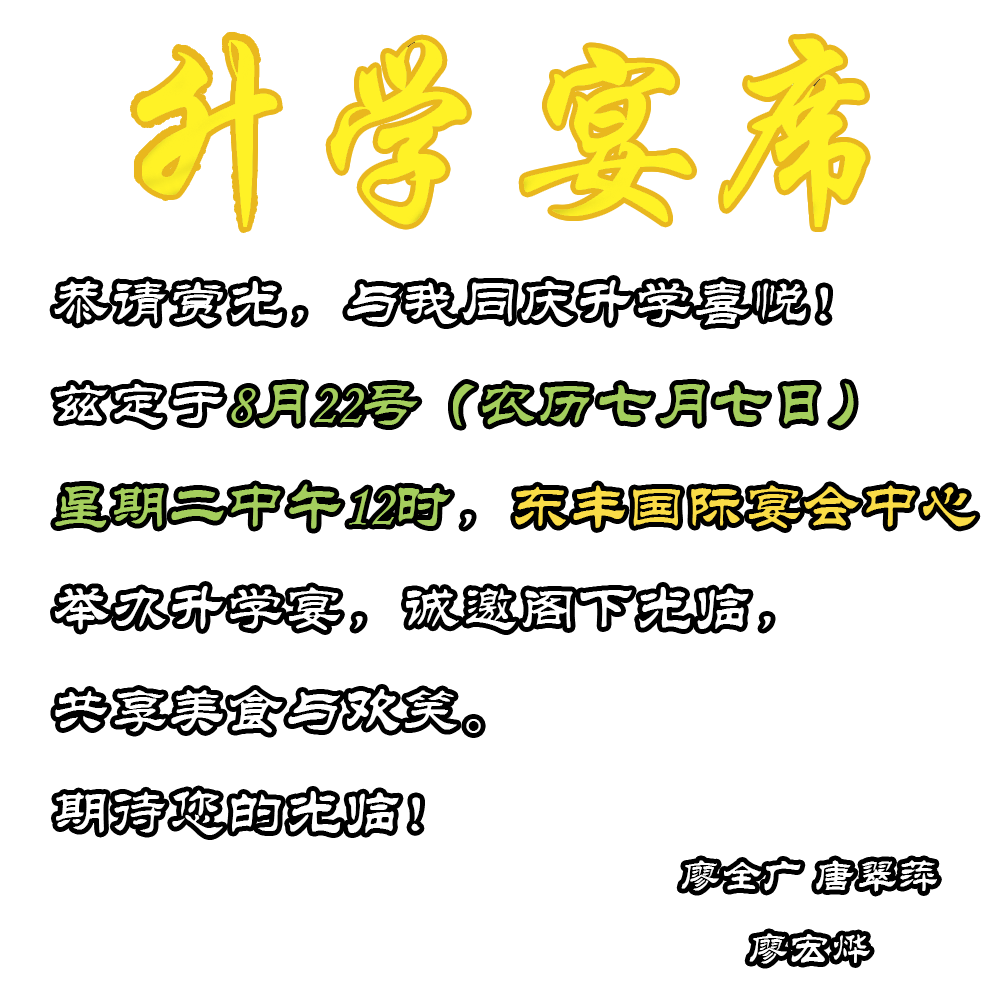 升学宴席
恭请赏光，与我同庆升学喜悦！
兹定于8月22号（农历七月七日）
星期二中午12时，东丰国际宴会中心
举办升学宴，诚邀阁下光临，
共享美食与欢笑。
期待您的光临！
廖全广 唐翠萍
廖宏烨